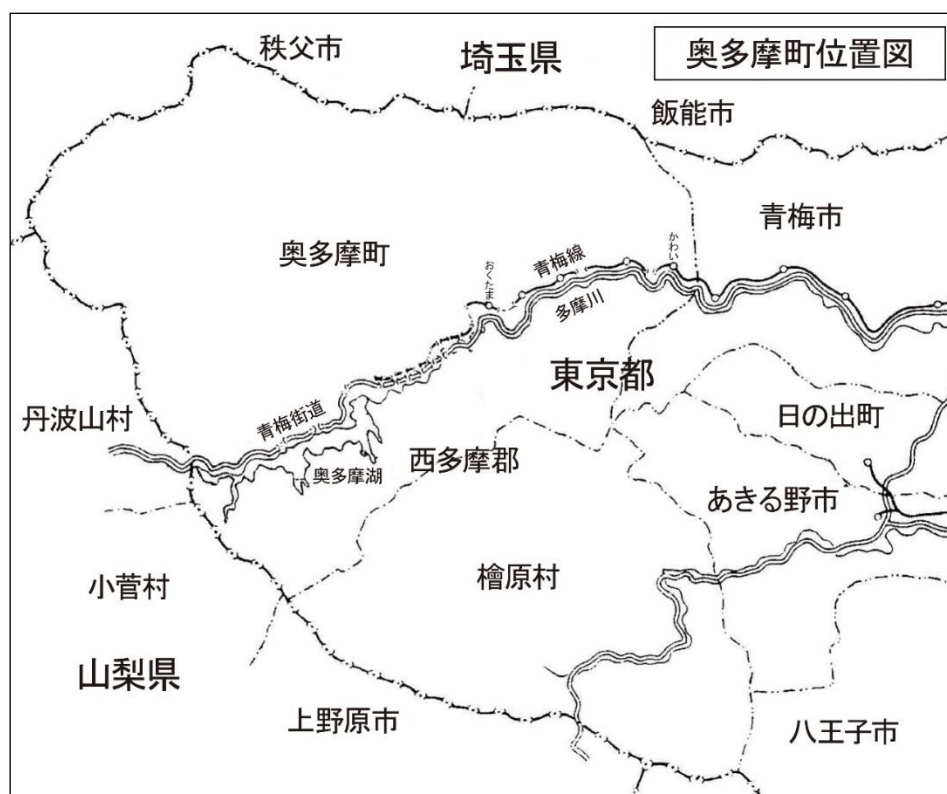 秩父市
埼玉県
奥多摩町位置図
飯能市
青梅市
奥多摩町
おくたま
青梅線
かわい
多摩川
東京都
丹波山村
青梅街道
奥多摩湖
西多摩郡
日の出町
あきる野市
小菅村
檜原村
山梨県
上野原市
八王子市